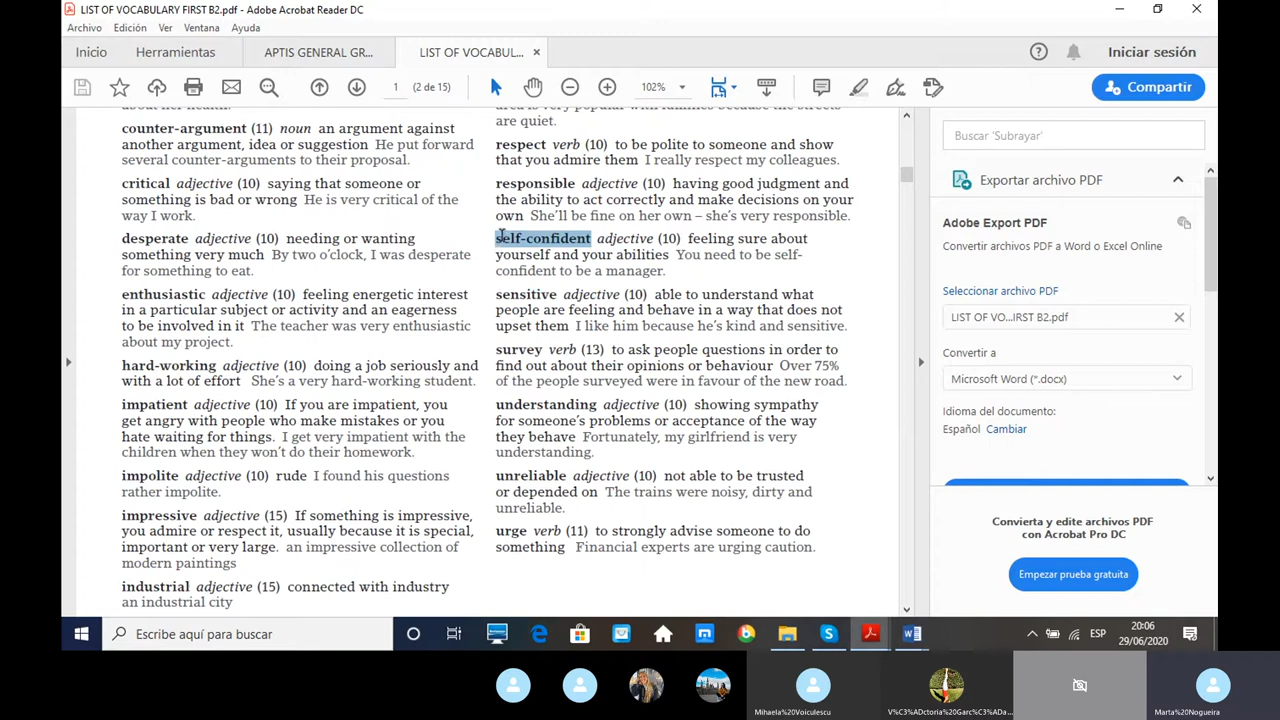 LIST OF VOCABULARY FIRST B2.pdf - Adobe Acrobat Reader DC
Archivo Edición Ver Ventana Ayuda
Inicio Herramientas APTIS GENERAL GR... LIST OF VOCABUL... × Iniciar sesión
1 (2 de 15) 102% Compartir
about her health.
counter-argument (11) noun an argument against
another argument, idea or suggestion He put forward
several counter-arguments to their proposal.
critical adjective (10) saying that someone or
something is bad or wrong He is very critical of the
way I work.
desperate adjective (10) needing or wanting
something very much By two o'clock, I was desperate
for something to eat.
enthusiastic adjective (10) feeling energetic interest
in a particular subject or activity and an eagerness
to be involved in it The teacher was very enthusiastic
about my project.
hard-working adjective (10) doing a job seriously and
with a lot of effort She's a very hard-working student.
impatient adjective (10) If you are impatient, you
get angry with people who make mistakes or you
hate waiting for things. I get very impatient with the
children when they won't do their homework.
impolite adjective (10) rude I found his questions
rather impolite.
impressive adjective (15) If something is impressive,
you admire or respect it, usually because it is special,
important or very large. an impressive collection of
modern paintings
industrial adjective (15) connected with industry
an industrial city
area is very popular with families because the streets
are quiet.
respect verb (10) to be polite to someone and show
that you admire them I really respect my colleagues.
responsible adjective (10) having good judgment and
the ability to act correctly and make decisions on your
own She'll be fine on her own – she's very responsible.
self-confident adjective (10) feeling sure about
yourself and your abilities You need to be self-
confident to be a manager.
sensitive adjective (10) able to understand what
people are feeling and behave in a way that does not
upset them I like him because he's kind and sensitive.
survey verb (13) to ask people questions in order to
find out about their opinions or behaviour Over 75%
of the people surveyed were in favour of the new road.
understanding adjective (10) showing sympathy
for someone's problems or acceptance of the way
they behave Fortunately, my girlfriend is very
understanding.
unreliable adjective (10) not able to be trusted
or depended on The trains were noisy, dirty and
unreliable.
urge verb (11) to strongly advise someone to do
something Financial experts are urging caution.
Buscar 'Subrayar'
Exportar archivo PDF
Adobe Export PDF
Convertir archivos PDF a Word o Excel Online
Seleccionar archivo PDF
LIST OF VO...IRST B2.pdf
Convertir a
Microsoft Word (*.docx)
Idioma del documento:
Español Cambiar
Convierta y edite archivos PDF
con Acrobat Pro DC
Empezar prueba gratuita
Escribe aquí para buscar
ESP
20:06
29/06/2020
Mihaela%20Voiculescu
V%C3%ADctoria%20Garc%C3%ADa...
Marta%20Nogueira